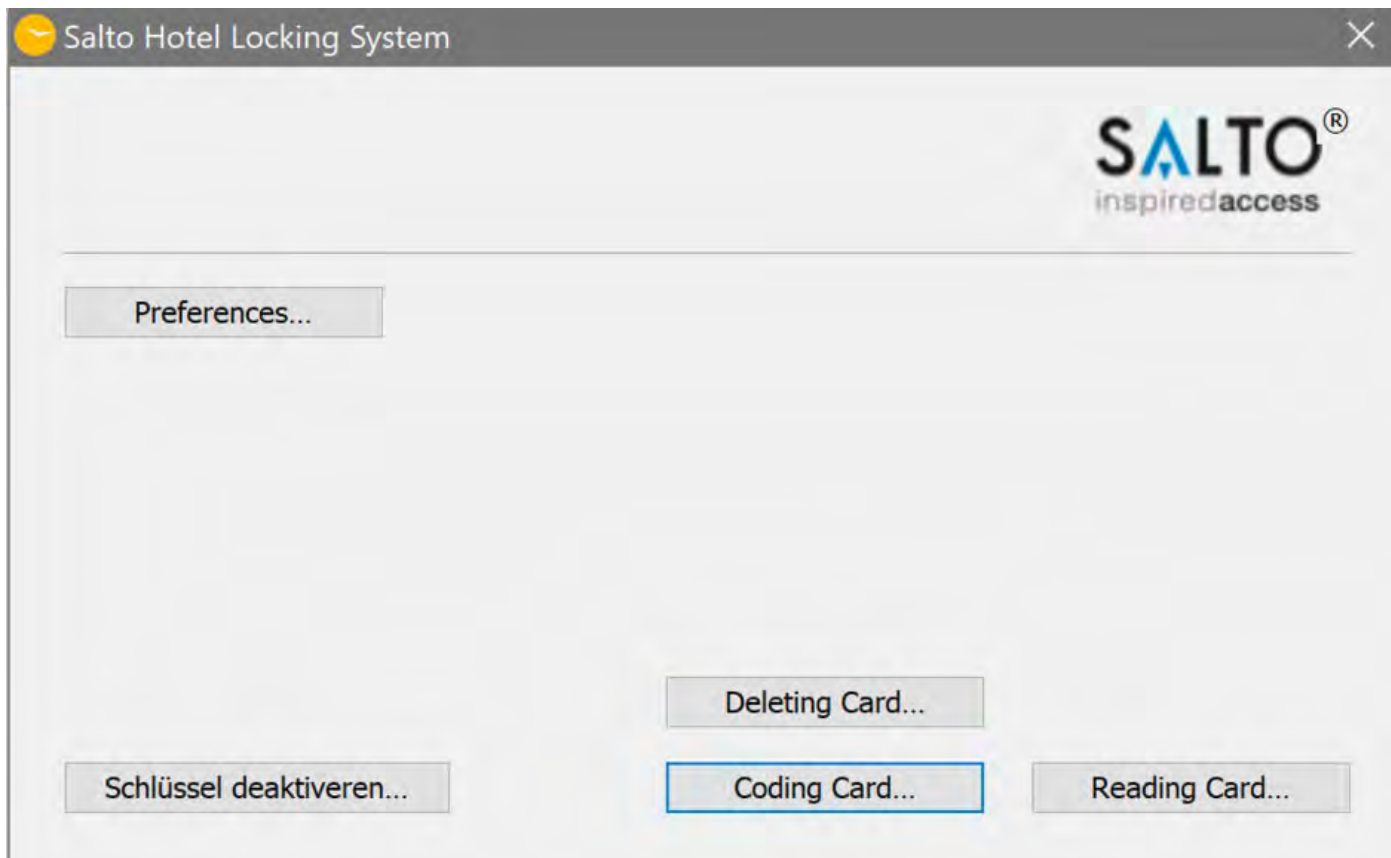 Salto Hotel Locking System
SALTO®
inspiredaccess
Preferences...
Deleting Card...
Schlüssel deaktiveren...
Coding Card...
Reading Card...